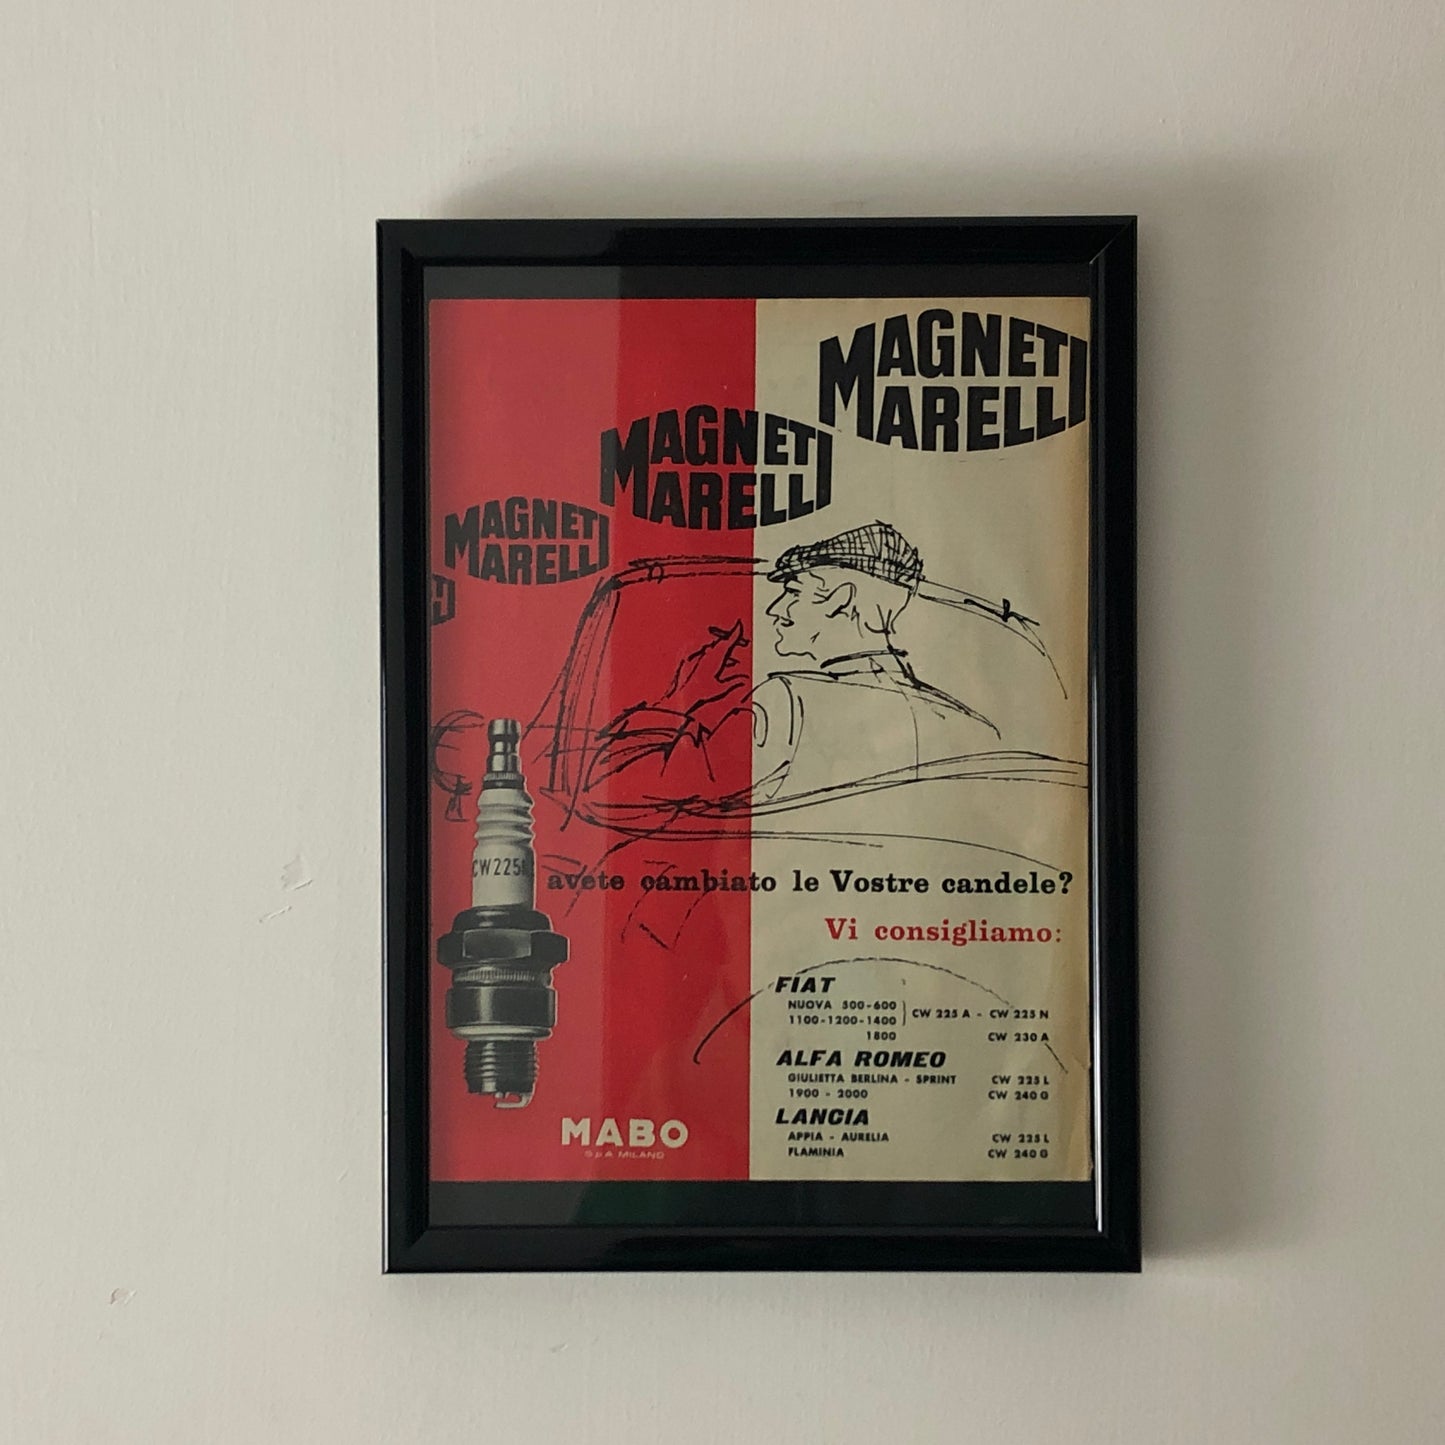 MAGNETI
MARELLI
MAGNETI
MARELLI
MAGNETI
MARELLI
CW225
avete cambiato le Vostre candele?
Vi consigliamo:
FIAT
NUOVA 500-600
1100-1200-1400
CW 225 A - CW 225 N
1800 CW 230 A
ALFA ROMEO
GIULIETTA BERLINA - SPRINT CW 225 L
1900 - 2000 CW 240 G
LANCIA
APPIA - AURELIA CW 225 L
FLAMINIA CW 240 G
MABO
S.p.A. MILANO